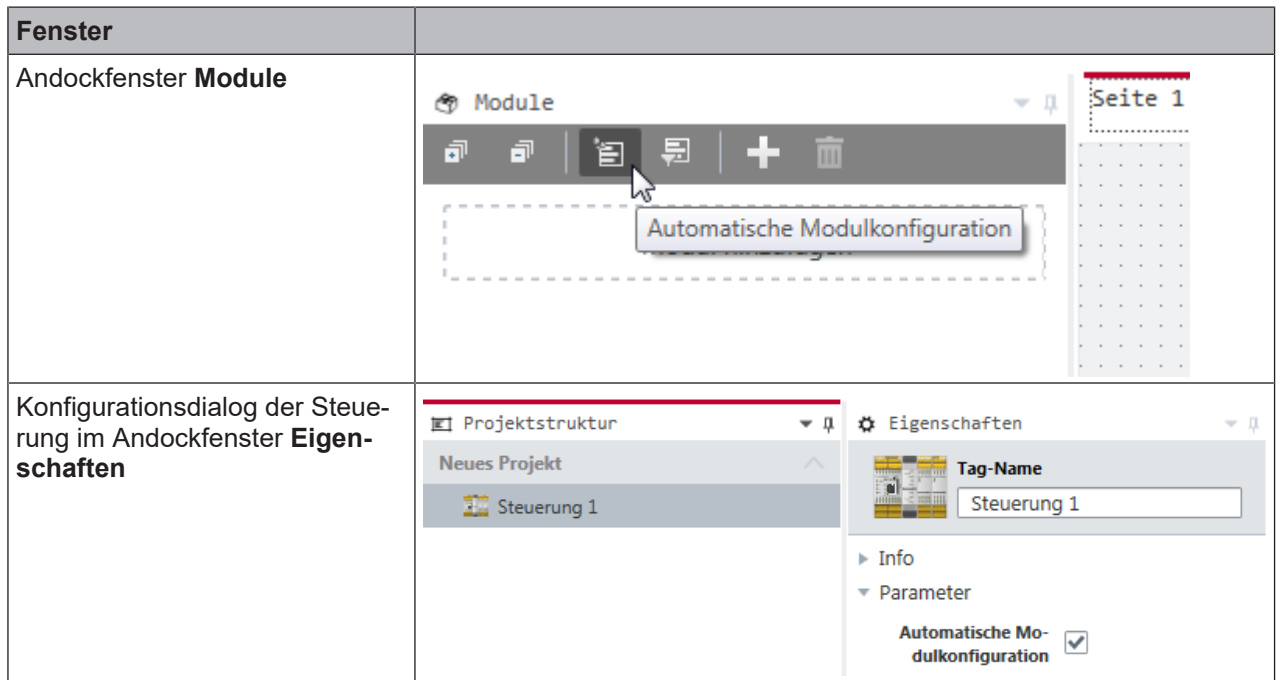 Fenster
Andockfenster Module
Module
Seite 1
Automatische Modulkonfiguration
Konfigurationsdialog der Steue-
rung im Andockfenster Eigen-
schaften
Projektstruktur
Neues Projekt
Steuerung 1
Eigenschaften
Tag-Name
Steuerung 1
Info
Parameter
Automatische Mo-
dulkonfiguration